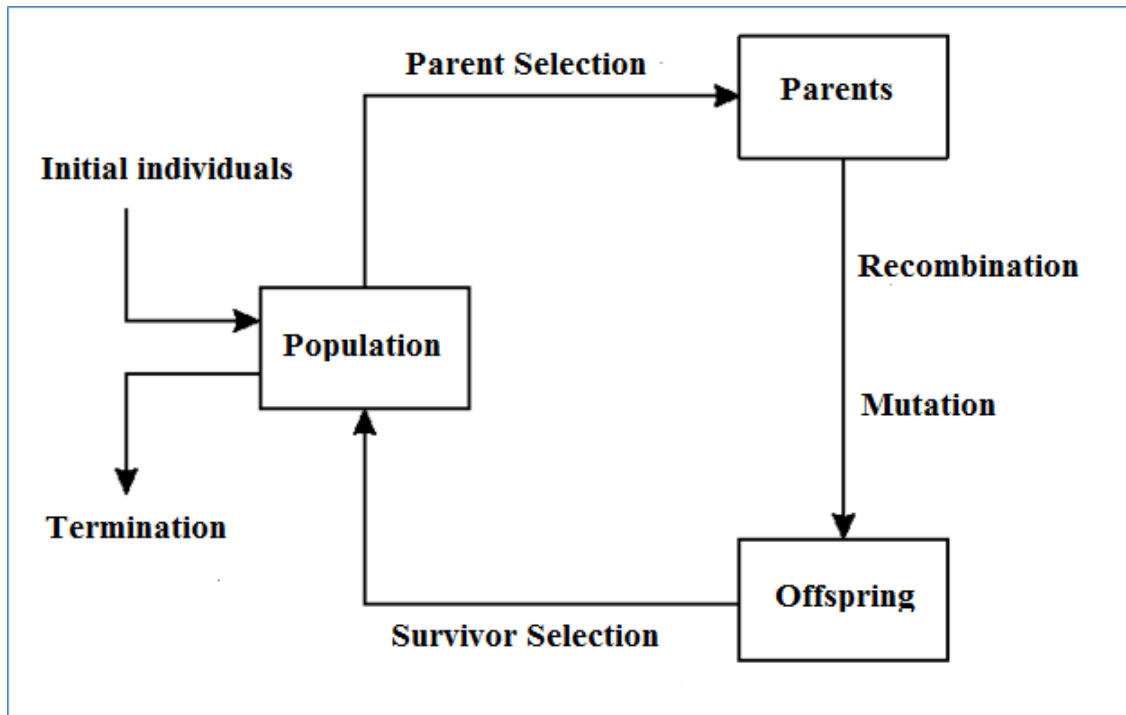 Parent Selection
Parents
Initial individuals
Recombination
Population
Mutation
Termination
Offspring
Survivor Selection